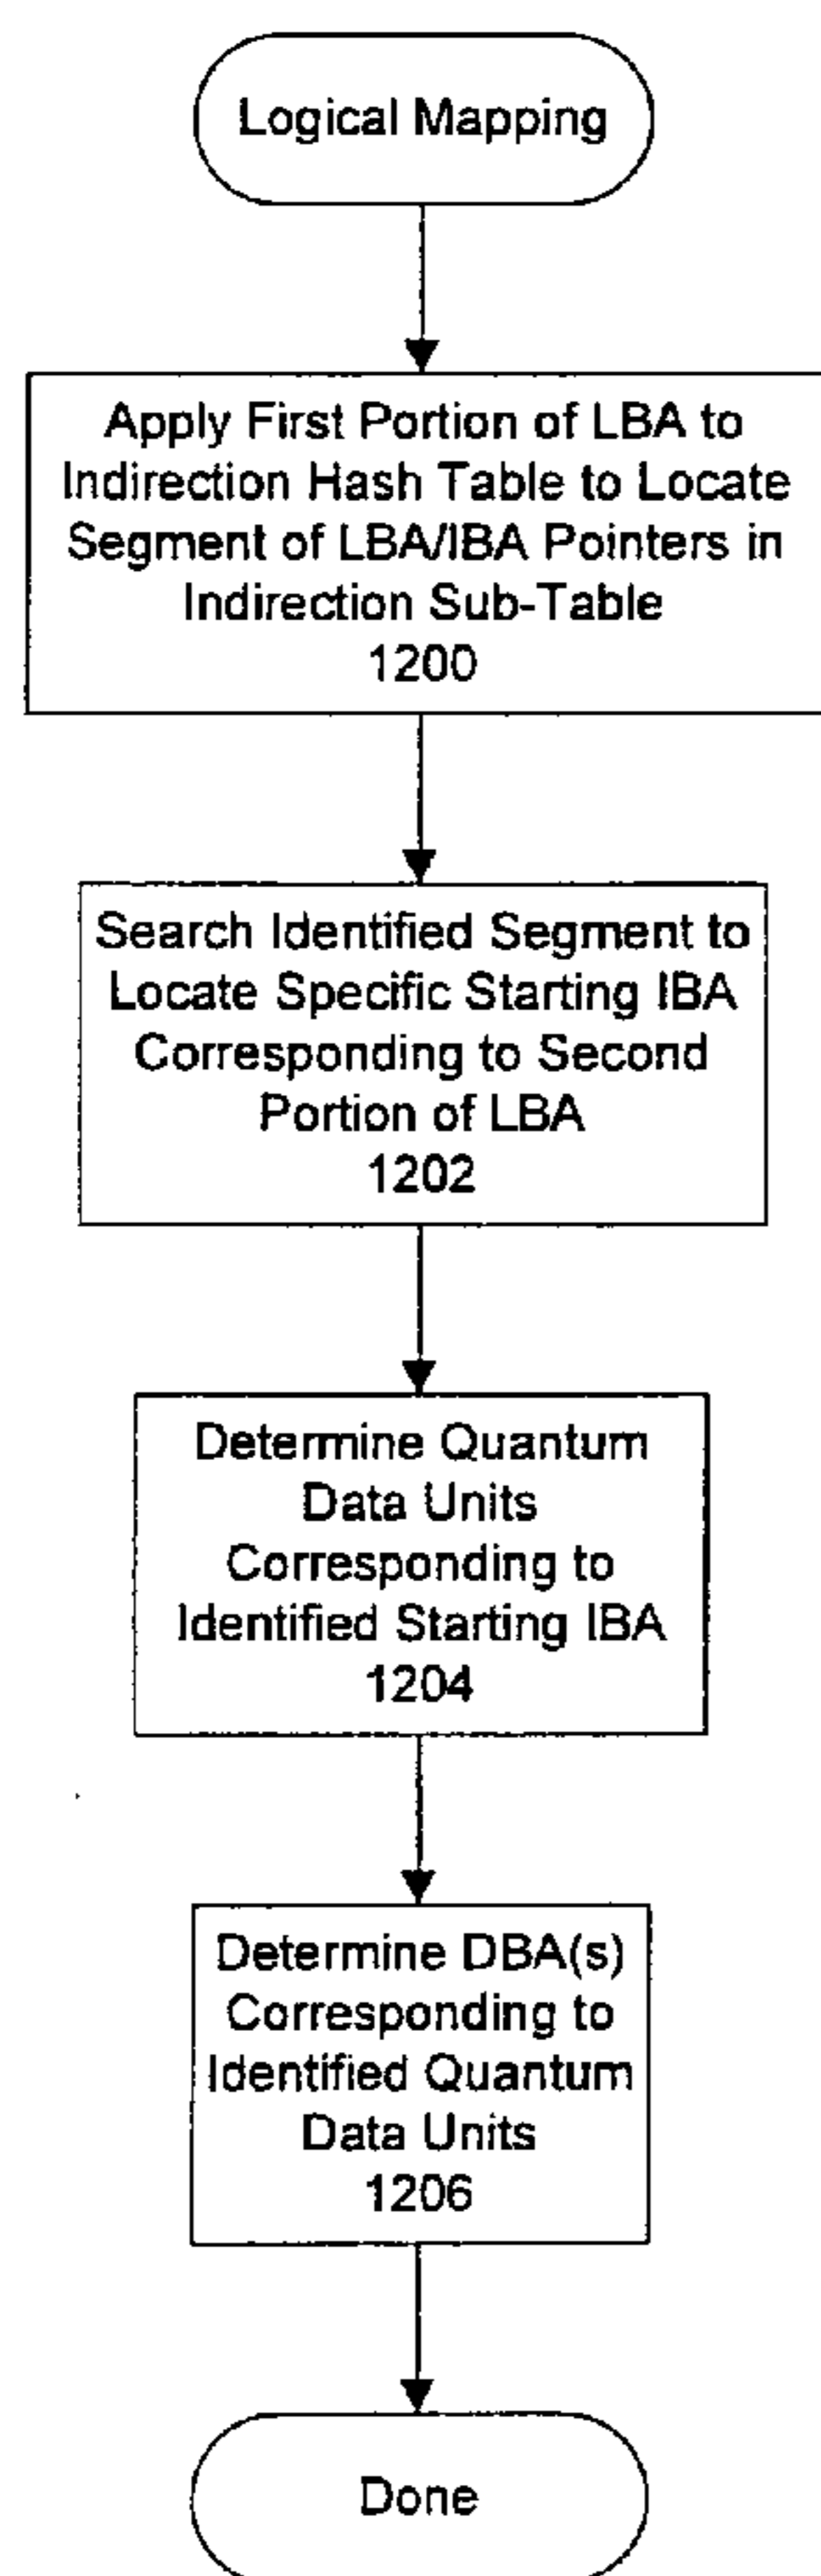 Logical Mapping
Apply First Portion of LBA to
Indirection Hash Table to Locate
Segment of LBA/IBA Pointers in
Indirection Sub-Table
1200
Search Identified Segment to
Locate Specific Starting IBA
Corresponding to Second
Portion of LBA
1202
Determine Quantum
Data Units
Corresponding to
Identified Starting IBA
1204
Determine DBA(s)
Corresponding to
Identified Quantum
Data Units
1206
Done